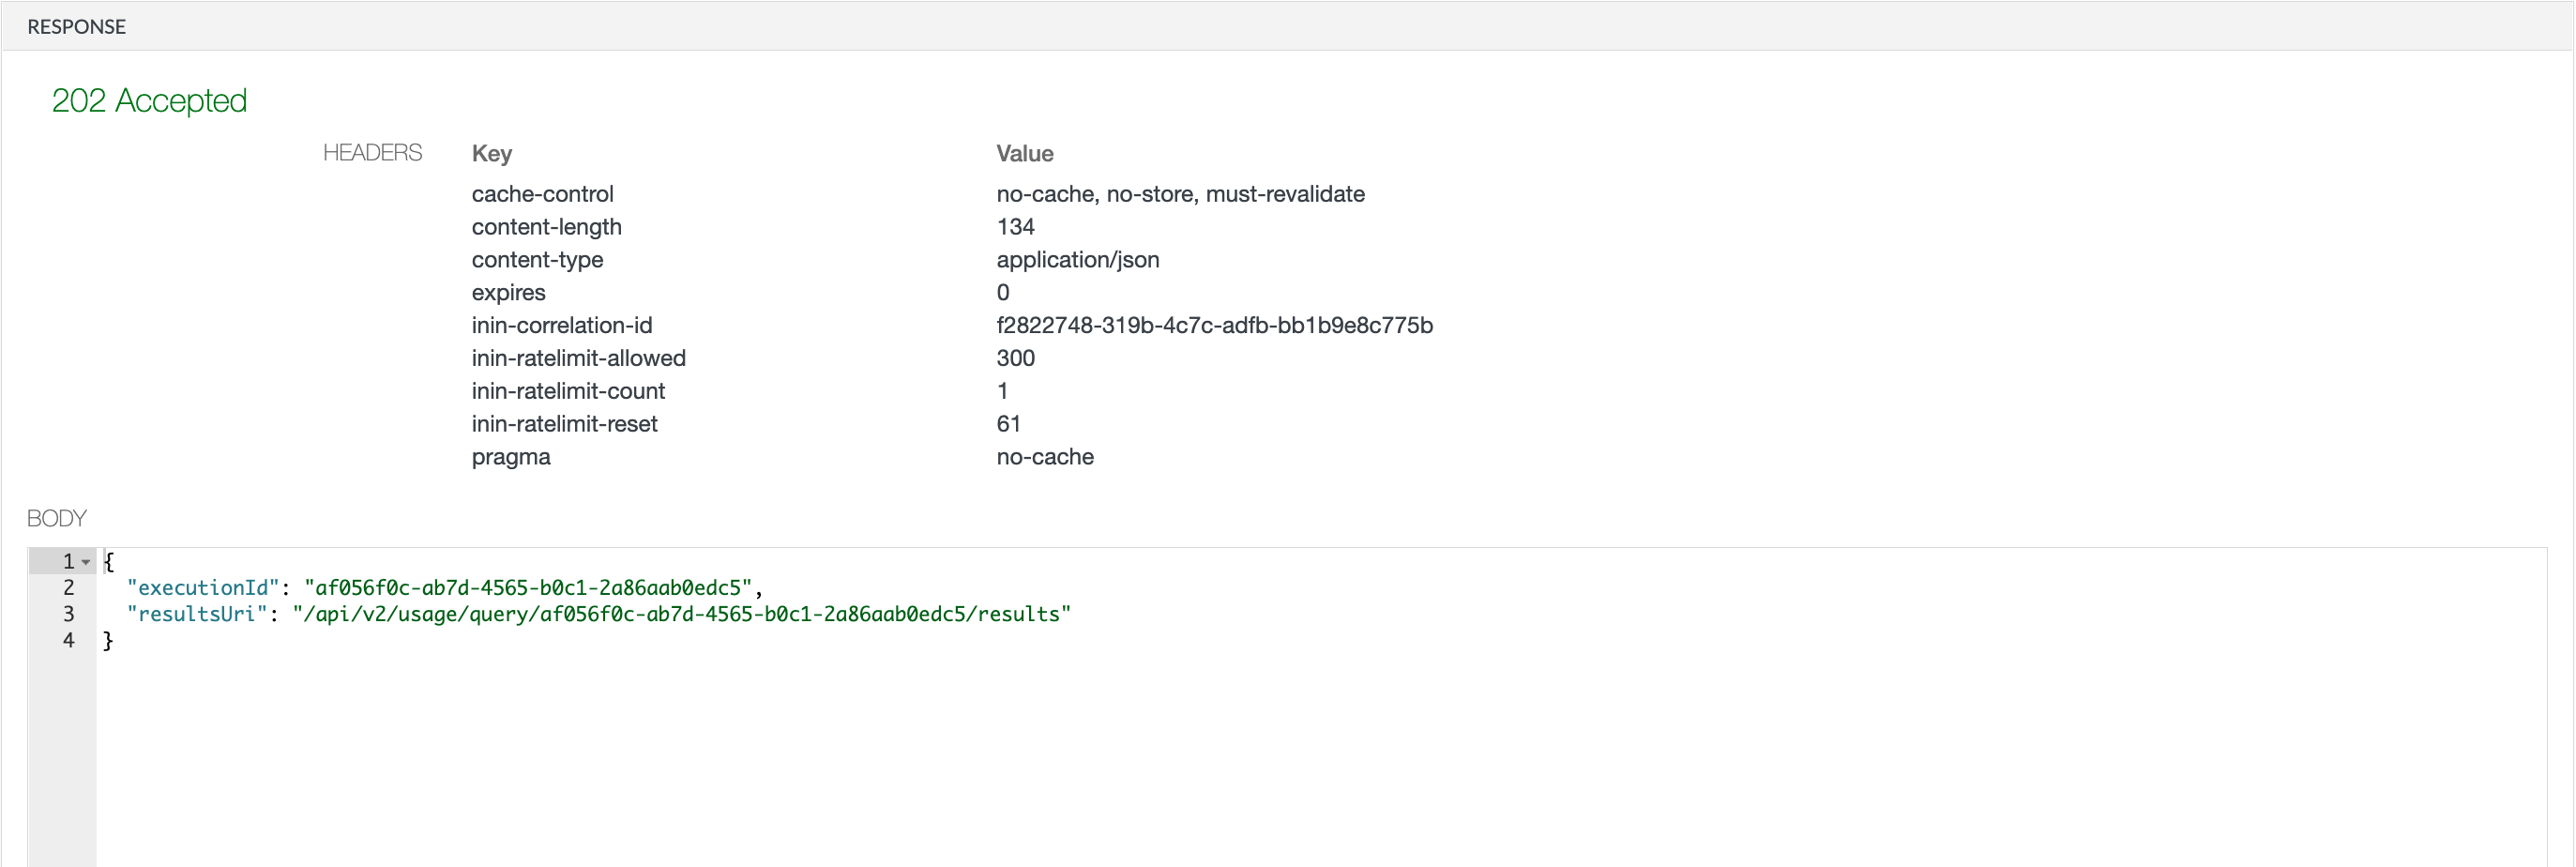 RESPONSE
202 Accepted
HEADERS Key Value
cache-control no-cache, no-store, must-revalidate
content-length 134
content-type application/json
expires 0
inin-correlation-id f2822748-319b-4c7c-adfb-bb1b9e8c775b
inin-ratelimit-allowed 300
inin-ratelimit-count 1
inin-ratelimit-reset 61
pragma no-cache
BODY
1 {
2 "executionId": "af056f0c-ab7d-4565-b0c1-2a86aab0edc5",
3 "resultsUri": "/api/v2/usage/query/af056f0c-ab7d-4565-b0c1-2a86aab0edc5/results"
4 }